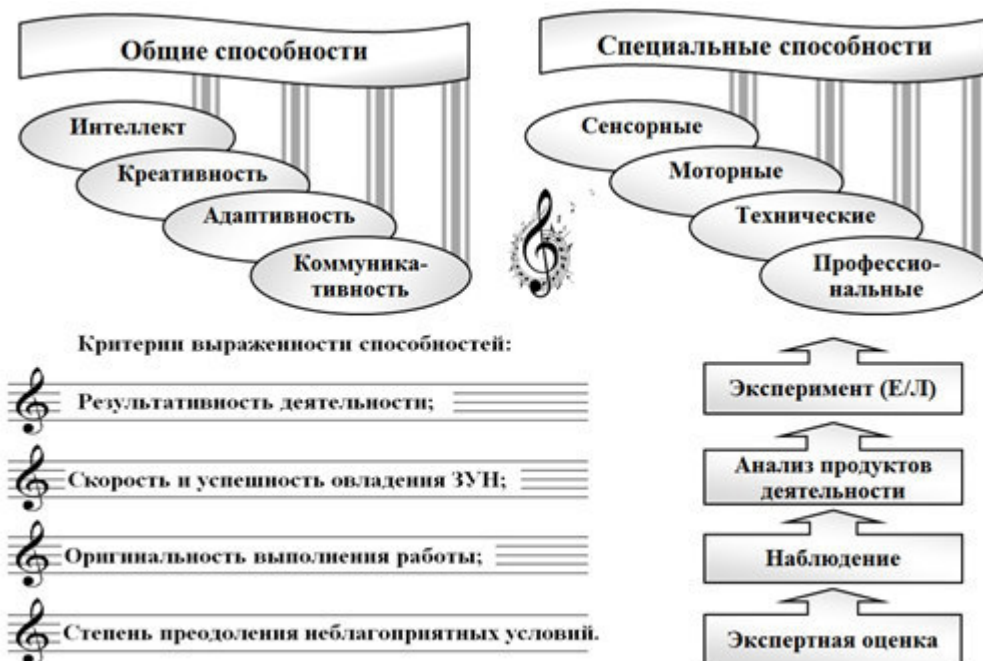 Общие способности
Интеллект
Креативность
Адаптивность
Коммуника-
тивность
Специальные способности
Сенсорные
Моторные
Технические
Профессио-
нальные
Критерии выраженности способностей:
Результативность деятельности;
Скорость и успешность овладения ЗУН;
Оригинальность выполнения работы;
Степень преодоления неблагоприятных условий.
Эксперимент (Е/Л)
Анализ продуктов
деятельности
Наблюдение
Экспертная оценка